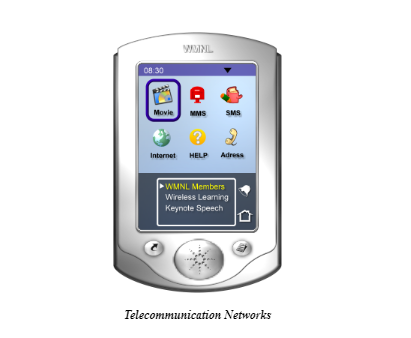 WMNL
08:30
Movie MMS SMS
Internet HELP Adress
WMNL Members
Wireless Learning
Keynote Speech
Telecommunication Networks